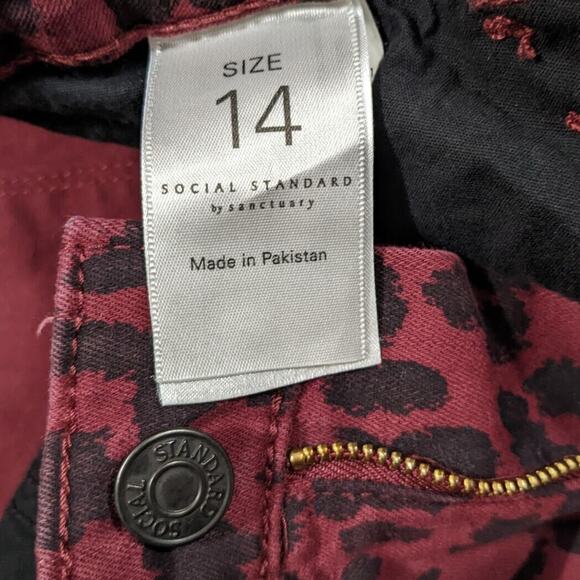 SIZE
14
SOCIAL STANDARD
by sanctuary
Made in Pakistan
STANDARD
SOCIAL